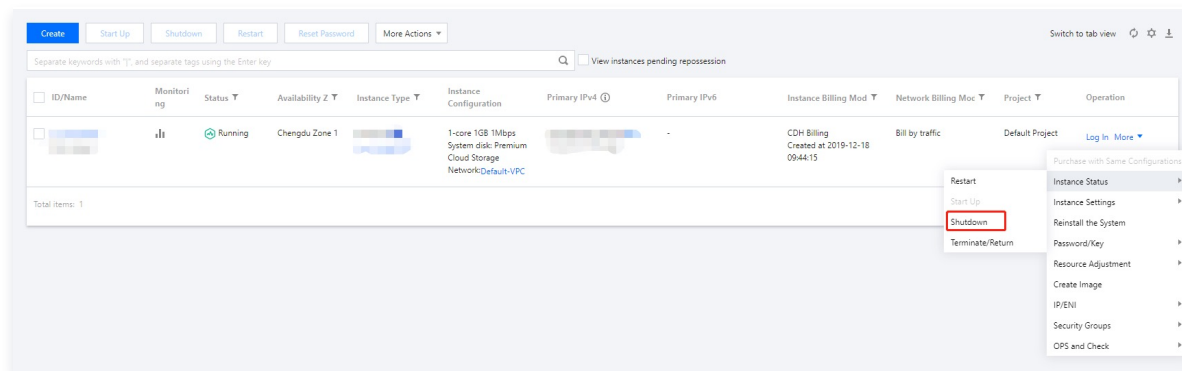 Create Start Up Shutdown Restart Reset Password More Actions Switch to tab view
Separate keywords with "|", and separate tags using the Enter key View instances pending repossession
ID/Name Monitori
ng Status Availability Z Instance Type Instance
Configuration Primary IPv4 Primary IPv6 Instance Billing Mod Network Billing Moc Project Operation
Running Chengdu Zone 1 1-core 1GB 1Mbps
System disk: Premium
Cloud Storage
Network:Default-VPC - CDH Billing
Created at 2019-12-18
09:44:15 Bill by traffic Default Project Log In More
Total items: 1
Purchase with Same Configurations
Instance Status
Instance Settings
Reinstall the System
Password/Key
Resource Adjustment
Create Image
IP/ENI
Security Groups
OPS and Check
Restart
Start Up
Shutdown
Terminate/Return